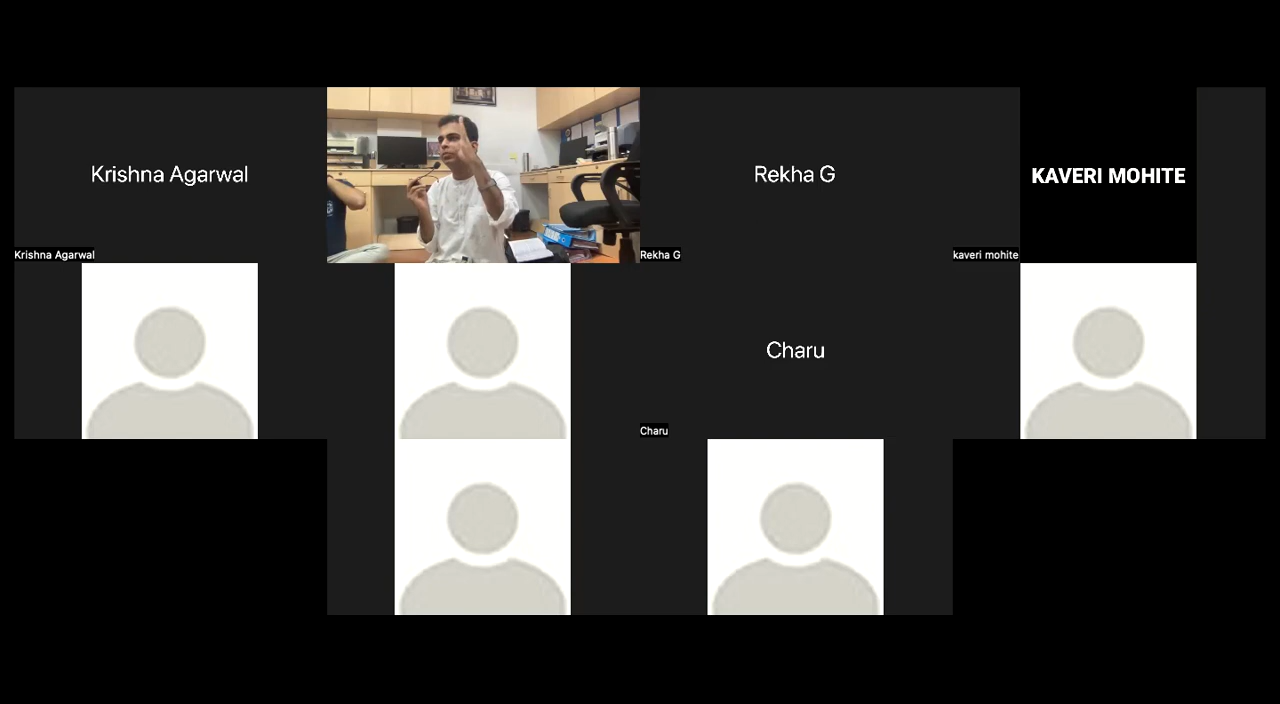 Krishna Agarwal
Rekha G
KAVERI MOHITE
Krishna Agarwal
Rekha G
kaveri mohite
Charu
Charu